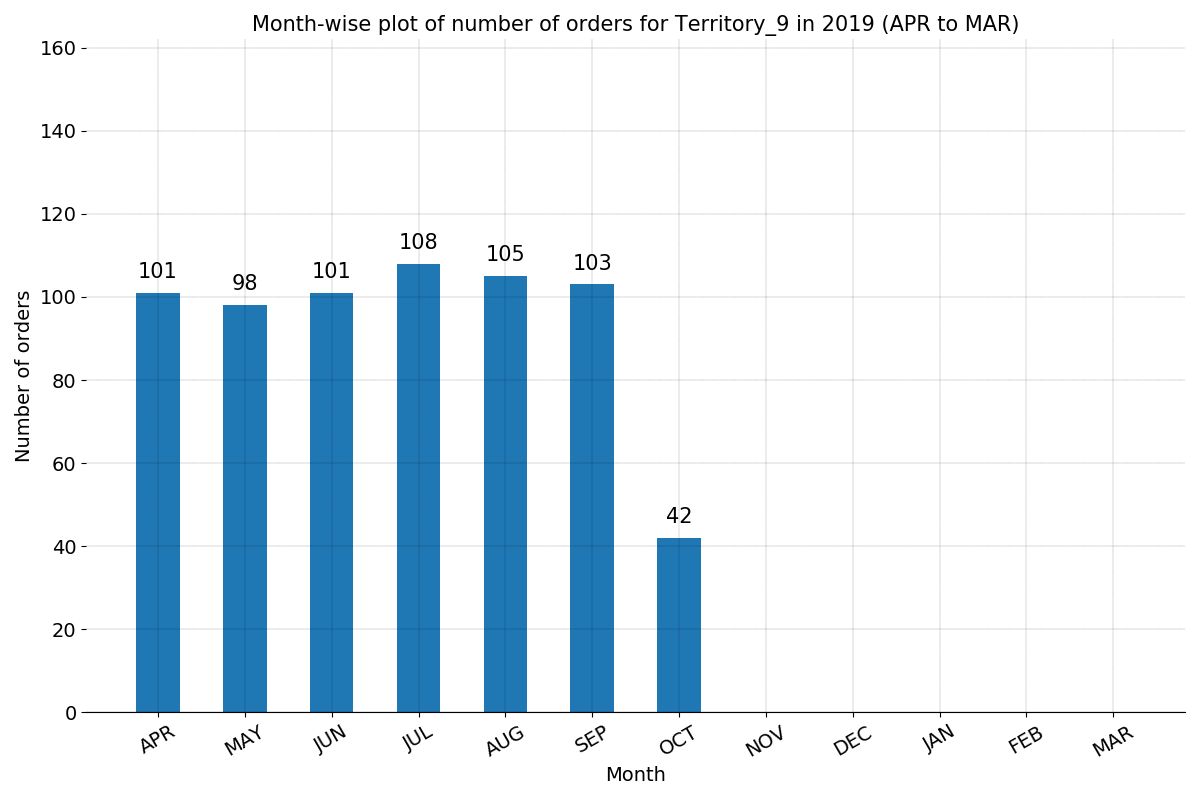 Month-wise plot of number of orders for Territory_9 in 2019 (APR to MAR)
160
140
120
100
80
60
40
20
0
Number of orders
101
98
101
108
105
103
42
APR
MAY
JUN
JUL
AUG
SEP
OCT
NOV
DEC
JAN
FEB
MAR
Month